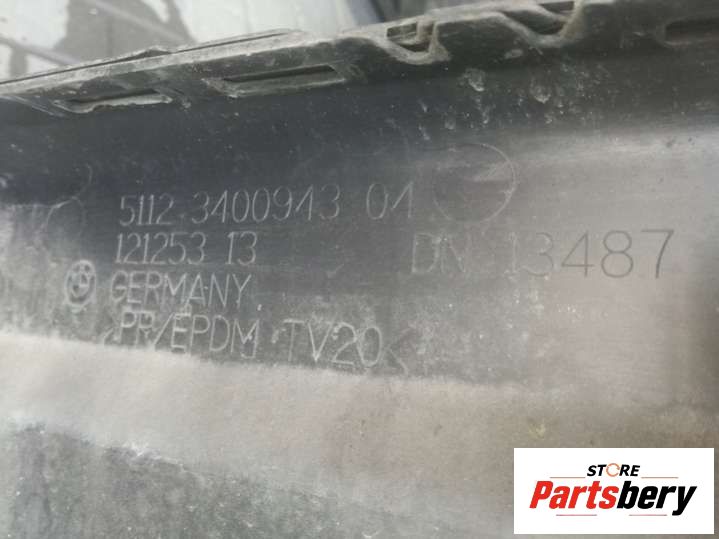 5112 3400943 04
121253 13
DN 13487
GERMANY
>PP/EPDM TV20<
STORE
Partsbery